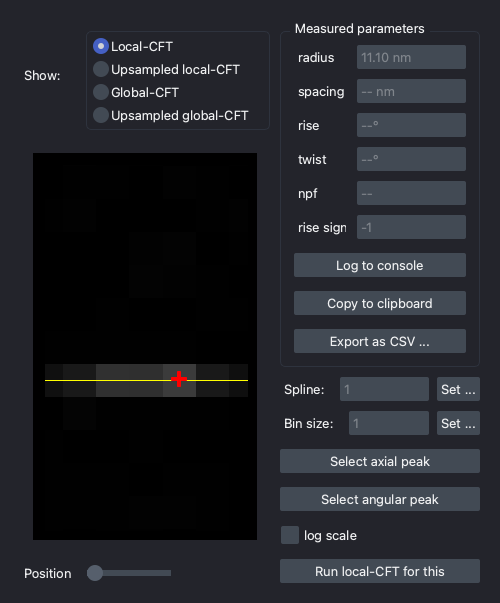 Show:
Local-CFT
Upsampled local-CFT
Global-CFT
Upsampled global-CFT
Measured parameters
radius 11.10 nm
spacing -- nm
rise --°
twist --°
npf --
rise sign -1
Log to console
Copy to clipboard
Export as CSV ...
Spline: 1 Set ...
Bin size: 1 Set ...
Select axial peak
Select angular peak
log scale
Position
Run local-CFT for this